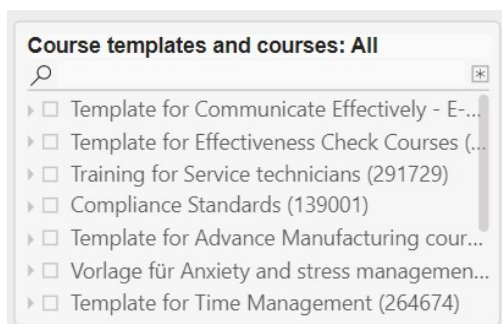 Course templates and courses: All
*
Template for Communicate Effectively - E-...
Template for Effectiveness Check Courses (...
Training for Service technicians (291729)
Compliance Standards (139001)
Template for Advance Manufacturing cour...
Vorlage für Anxiety and stress managemen...
Template for Time Management (264674)